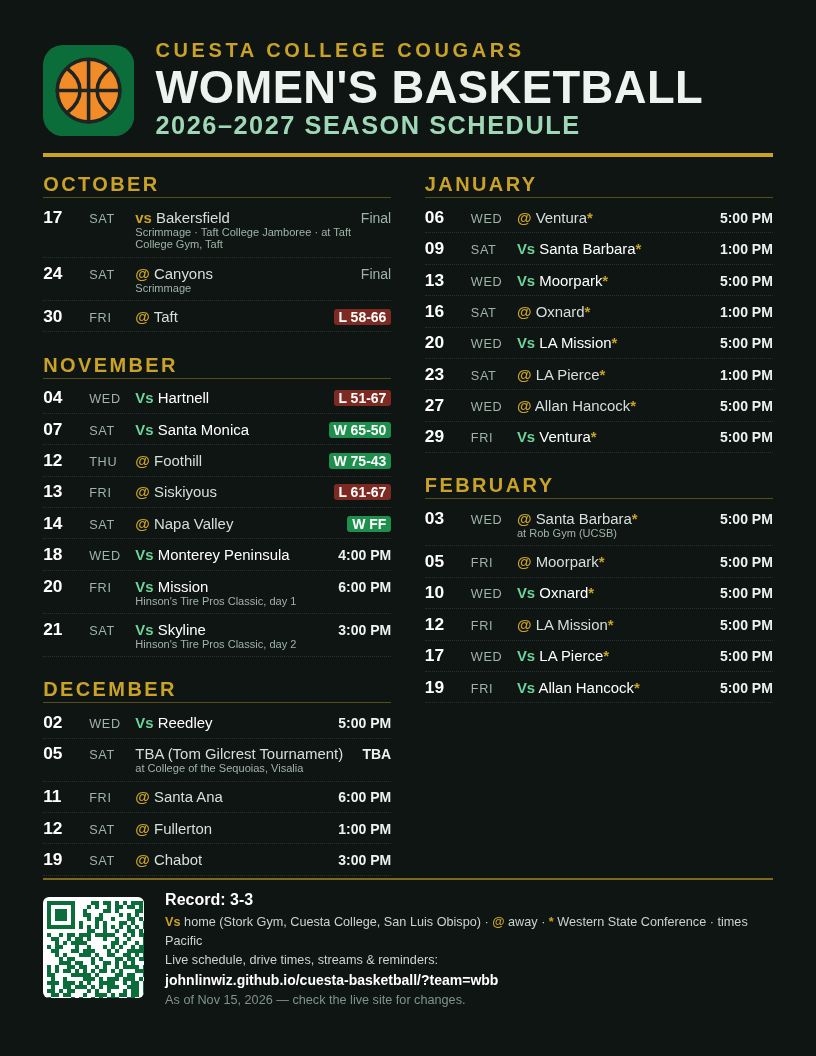 CUESTA COLLEGE COUGARS
WOMEN'S BASKETBALL
2026–2027 SEASON SCHEDULE
OCTOBER
17 SAT vs Bakersfield Final
Scrimmage · Taft College Jamboree · at Taft
College Gym, Taft
24 SAT @ Canyons Final
Scrimmage
30 FRI @ Taft L 58-66
NOVEMBER
04 WED Vs Hartnell L 51-67
07 SAT Vs Santa Monica W 65-50
12 THU @ Foothill W 75-43
13 FRI @ Siskiyous L 61-67
14 SAT @ Napa Valley W FF
18 WED Vs Monterey Peninsula 4:00 PM
20 FRI Vs Mission 6:00 PM
Hinson's Tire Pros Classic, day 1
21 SAT Vs Skyline 3:00 PM
Hinson's Tire Pros Classic, day 2
DECEMBER
02 WED Vs Reedley 5:00 PM
05 SAT TBA (Tom Gilcrest Tournament) TBA
at College of the Sequoias, Visalia
11 FRI @ Santa Ana 6:00 PM
12 SAT @ Fullerton 1:00 PM
19 SAT @ Chabot 3:00 PM
JANUARY
06 WED @ Ventura* 5:00 PM
09 SAT Vs Santa Barbara* 1:00 PM
13 WED Vs Moorpark* 5:00 PM
16 SAT @ Oxnard* 1:00 PM
20 WED Vs LA Mission* 5:00 PM
23 SAT @ LA Pierce* 1:00 PM
27 WED @ Allan Hancock* 5:00 PM
29 FRI Vs Ventura* 5:00 PM
FEBRUARY
03 WED @ Santa Barbara* 5:00 PM
at Rob Gym (UCSB)
05 FRI @ Moorpark* 5:00 PM
10 WED Vs Oxnard* 5:00 PM
12 FRI @ LA Mission* 5:00 PM
17 WED Vs LA Pierce* 5:00 PM
19 FRI Vs Allan Hancock* 5:00 PM
Record: 3-3
Vs home (Stork Gym, Cuesta College, San Luis Obispo) · @ away · * Western State Conference · times
Pacific
Live schedule, drive times, streams & reminders:
johnlinwiz.github.io/cuesta-basketball/?team=wbb
As of Nov 15, 2026 — check the live site for changes.